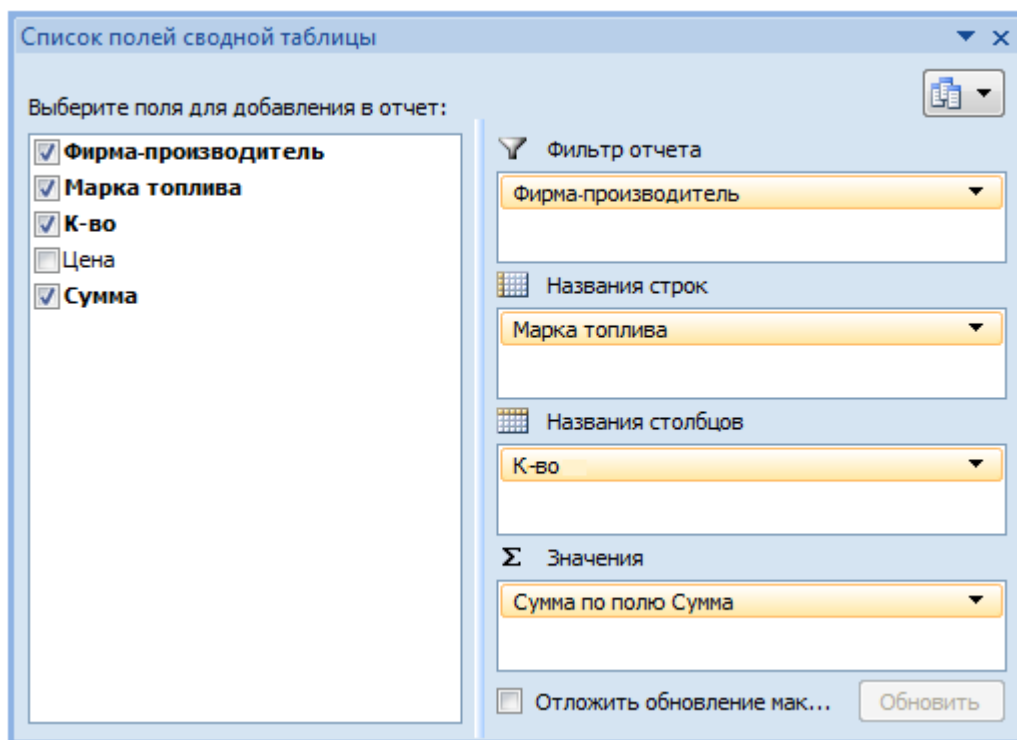 Список полей сводной таблицы
Выберите поля для добавления в отчет:
Фирма-производитель
Марка топлива
К-во
Цена
Сумма
Фильтр отчета
Фирма-производитель
Названия строк
Марка топлива
Названия столбцов
К-во
Σ Значения
Сумма по полю Сумма
Отложить обновление мак...
Обновить